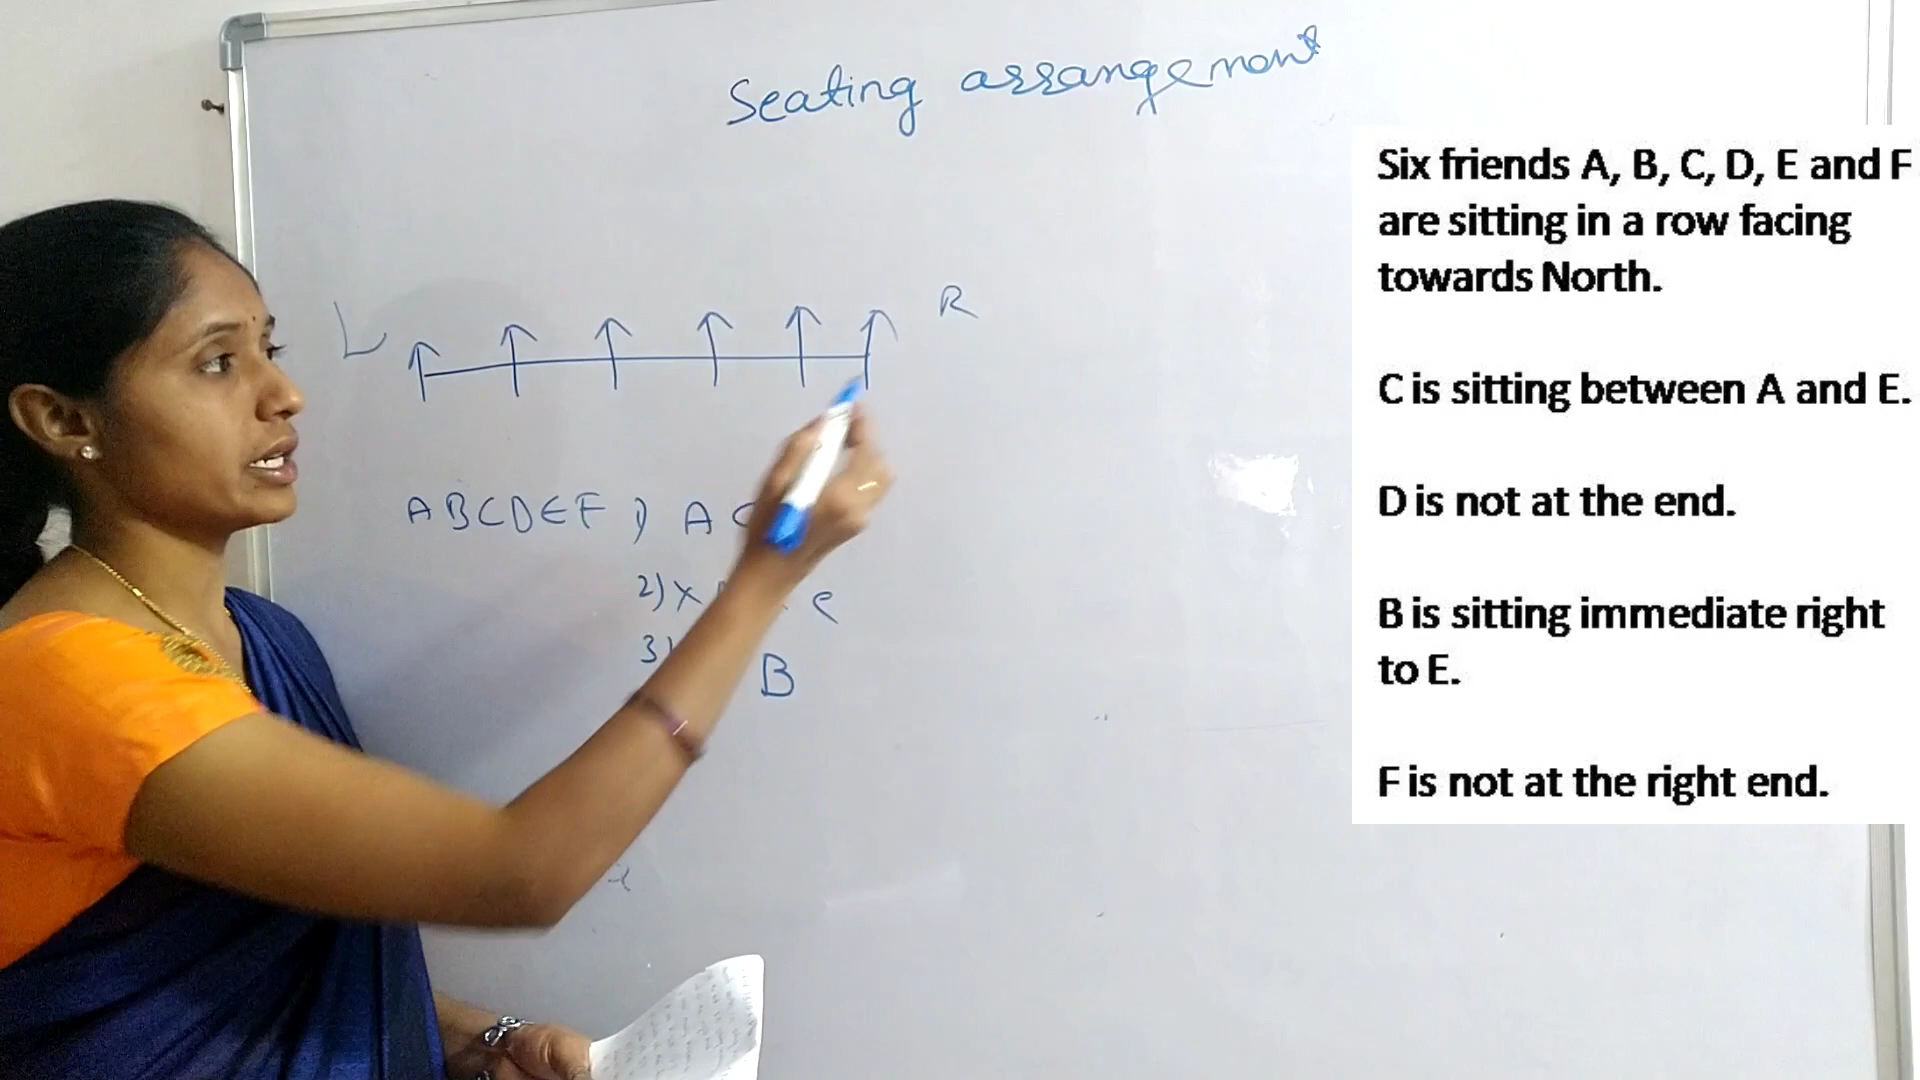 Seating arrangement
L R
A B C D E F 1) A C
2) x e
3)
B
Six friends A, B, C, D, E and F
are sitting in a row facing
towards North.
C is sitting between A and E.
D is not at the end.
B is sitting immediate right
to E.
F is not at the right end.